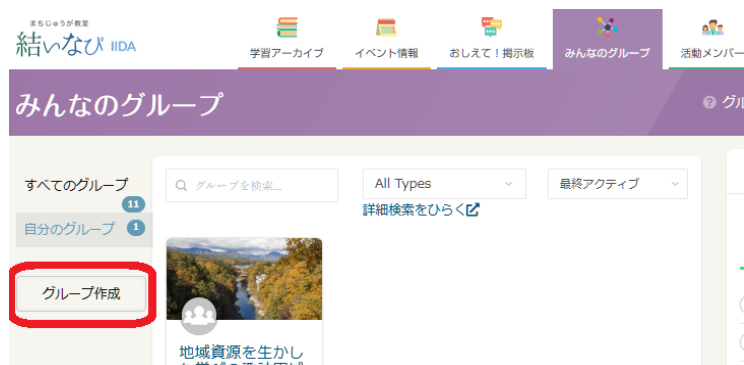 まちじゅうが教室
結いなび IIDA
学習アーカイブ
イベント情報
おしえて!掲示板
みんなのグループ
活動メンバー
みんなのグループ
グル
すべてのグループ
11
自分のグループ 1
グループ作成
グループを検索...
All Types
最終アクティブ
詳細検索をひらく
地域資源を生かし